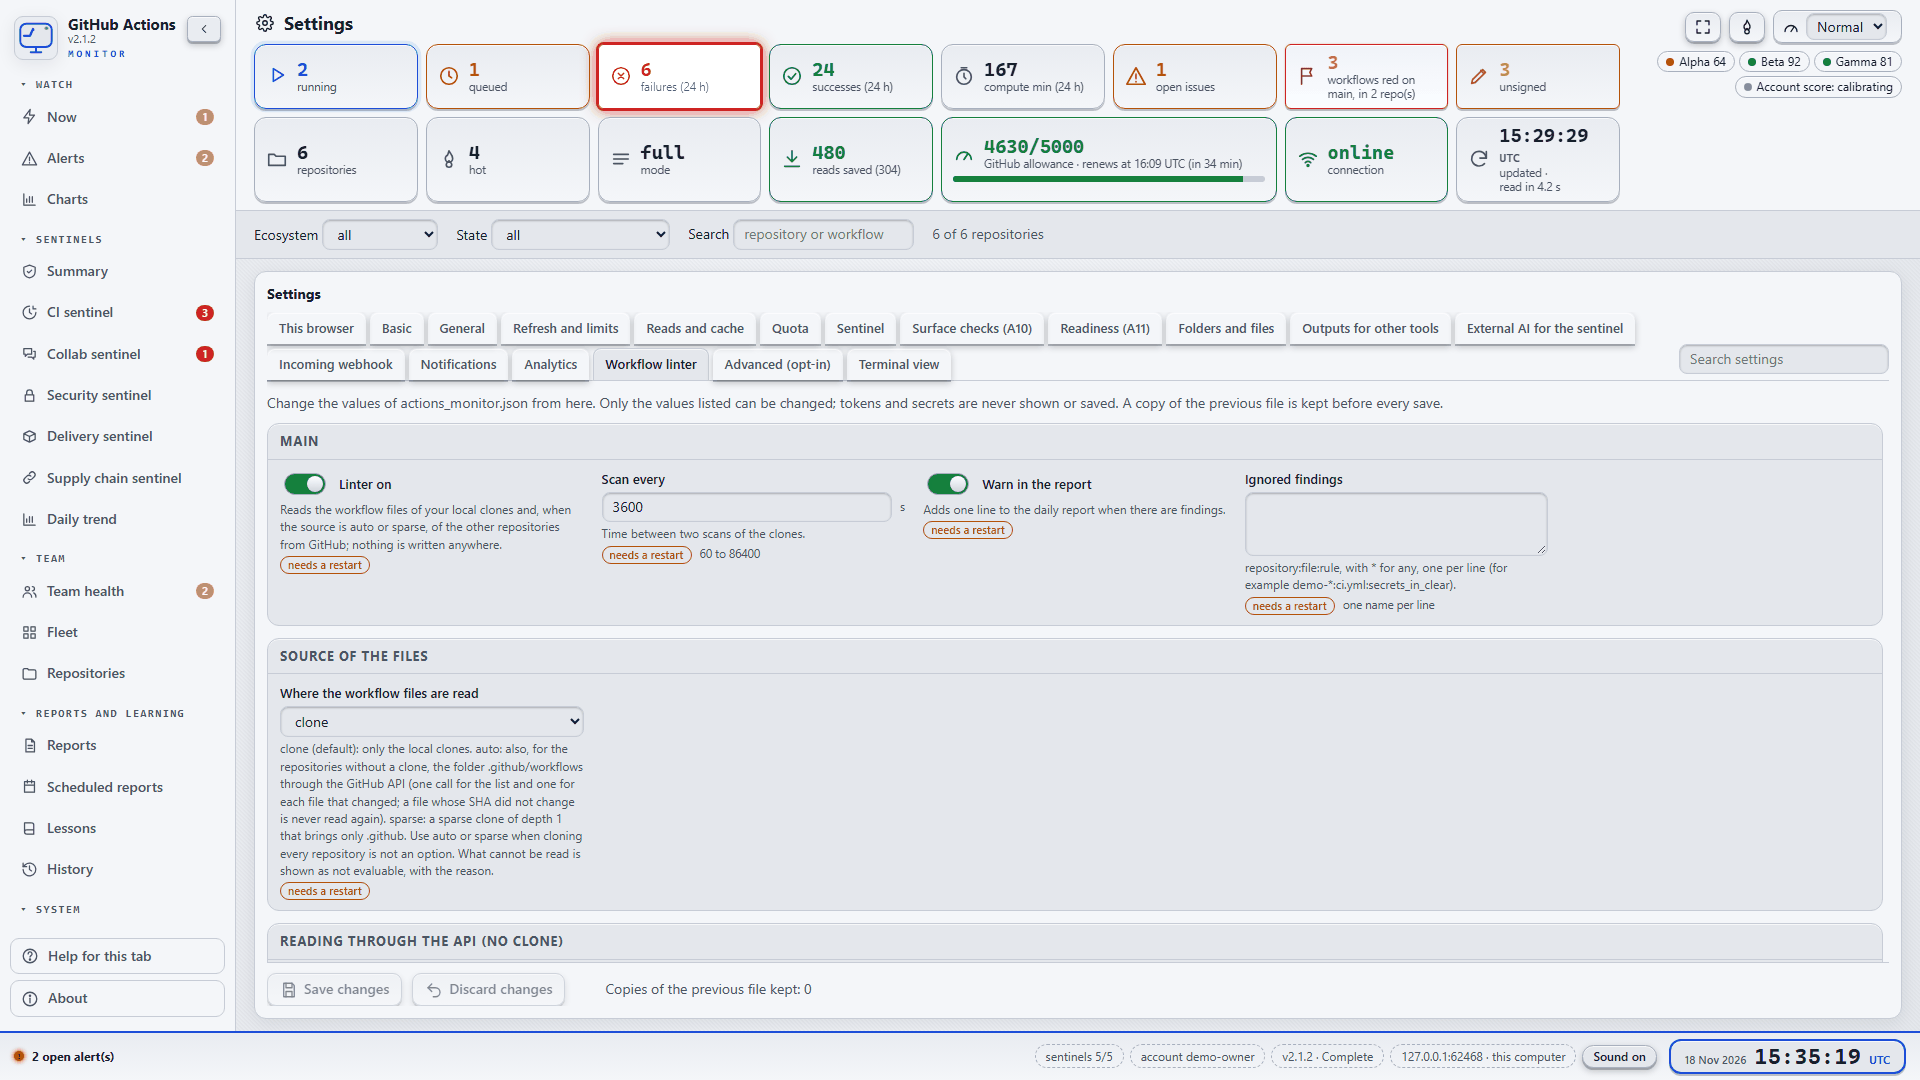 GitHub Actions
v2.1.2
MONITOR
WATCH
Now 1
Alerts 2
Charts
SENTINELS
Summary
CI sentinel 3
Collab sentinel 1
Security sentinel
Delivery sentinel
Supply chain sentinel
Daily trend
TEAM
Team health 2
Fleet
Repositories
REPORTS AND LEARNING
Reports
Scheduled reports
Lessons
History
SYSTEM
Help for this tab
About
Settings
Normal
Alpha 64 Beta 92 Gamma 81
Account score: calibrating
2
running
1
queued
6
failures (24 h)
24
successes (24 h)
167
compute min (24 h)
1
open issues
3
workflows red on
main, in 2 repo(s)
3
unsigned
6
repositories
4
hot
full
mode
480
reads saved (304)
4630/5000
GitHub allowance · renews at 16:09 UTC (in 34 min)
online
connection
15:29:29
UTC
updated ·
read in 4.2 s
Ecosystem all State all Search repository or workflow 6 of 6 repositories
Settings
This browser Basic General Refresh and limits Reads and cache Quota Sentinel Surface checks (A10) Readiness (A11) Folders and files Outputs for other tools External AI for the sentinel
Incoming webhook Notifications Analytics Workflow linter Advanced (opt-in) Terminal view
Search settings
Change the values of actions_monitor.json from here. Only the values listed can be changed; tokens and secrets are never shown or saved. A copy of the previous file is kept before every save.
MAIN
Linter on
Reads the workflow files of your local clones and, when
the source is auto or sparse, of the other repositories
from GitHub; nothing is written anywhere.
needs a restart
Scan every
3600 s
Time between two scans of the clones.
needs a restart 60 to 86400
Warn in the report
Adds one line to the daily report when there are findings.
needs a restart
Ignored findings
repository:file:rule, with * for any, one per line (for
example demo-*:ci.yml:secrets_in_clear).
needs a restart one name per line
SOURCE OF THE FILES
Where the workflow files are read
clone
clone (default): only the local clones. auto: also, for the
repositories without a clone, the folder .github/workflows
through the GitHub API (one call for the list and one for
each file that changed; a file whose SHA did not change
is never read again). sparse: a sparse clone of depth 1
that brings only .github. Use auto or sparse when cloning
every repository is not an option. What cannot be read is
shown as not evaluable, with the reason.
needs a restart
READING THROUGH THE API (NO CLONE)
Save changes Discard changes Copies of the previous file kept: 0
2 open alert(s)
sentinels 5/5 account demo-owner v2.1.2 · Complete 127.0.0.1:62468 · this computer Sound on 18 Nov 2026 15:35:19 UTC